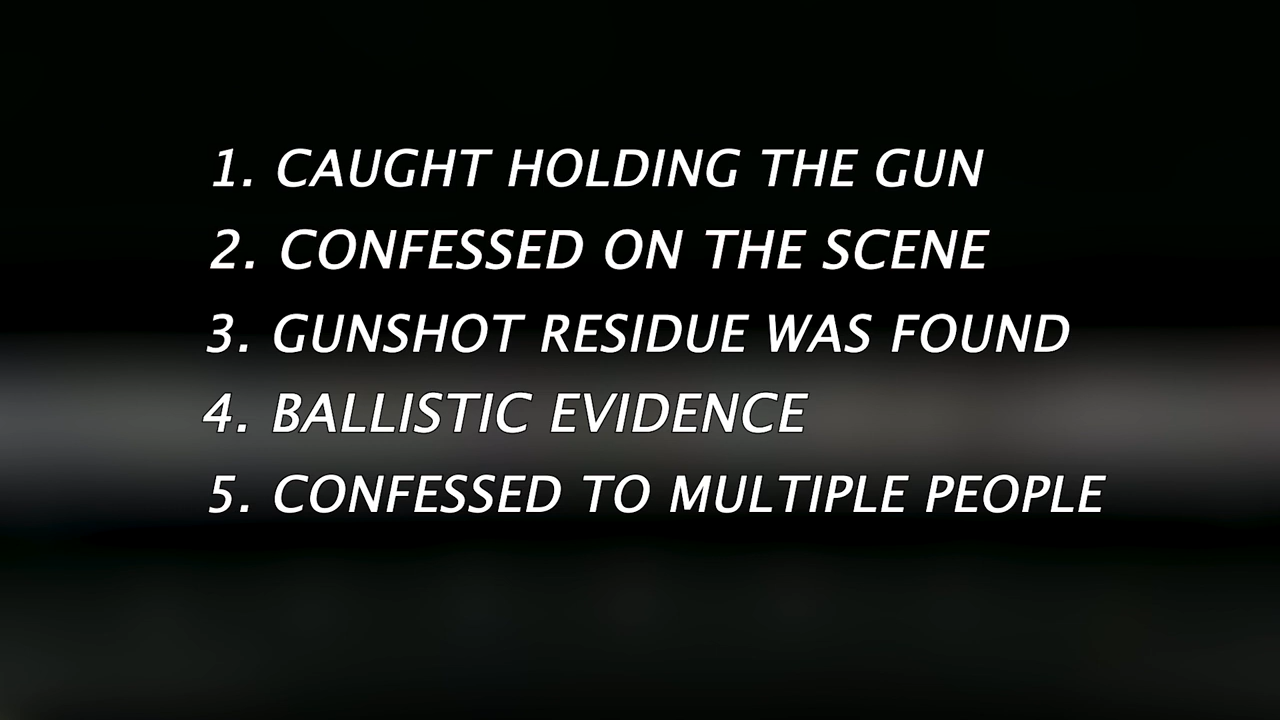 1. CAUGHT HOLDING THE GUN
2. CONFESSED ON THE SCENE
3. GUNSHOT RESIDUE WAS FOUND
4. BALLISTIC EVIDENCE
5. CONFESSED TO MULTIPLE PEOPLE